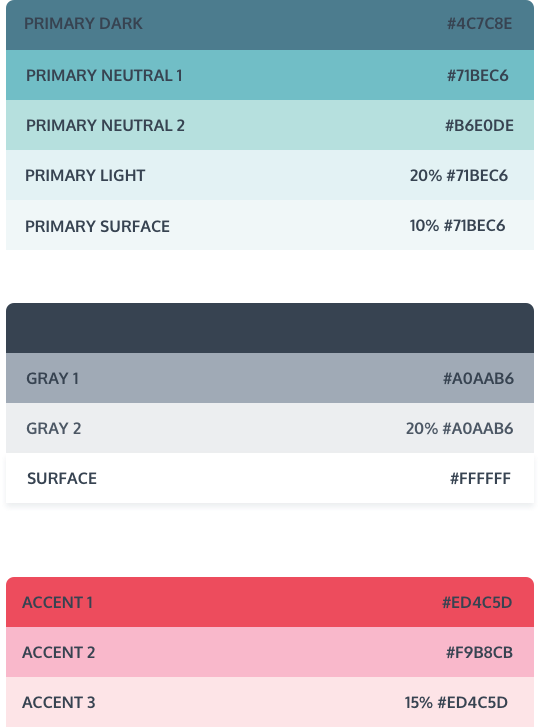 PRIMARY DARK #4C7C8E
PRIMARY NEUTRAL 1 #71BEC6
PRIMARY NEUTRAL 2 #B6E0DE
PRIMARY LIGHT 20% #71BEC6
PRIMARY SURFACE 10% #71BEC6
GRAY 1 #A0AAB6
GRAY 2 20% #A0AAB6
SURFACE #FFFFFF
ACCENT 1 #ED4C5D
ACCENT 2 #F9B8CB
ACCENT 3 15% #ED4C5D